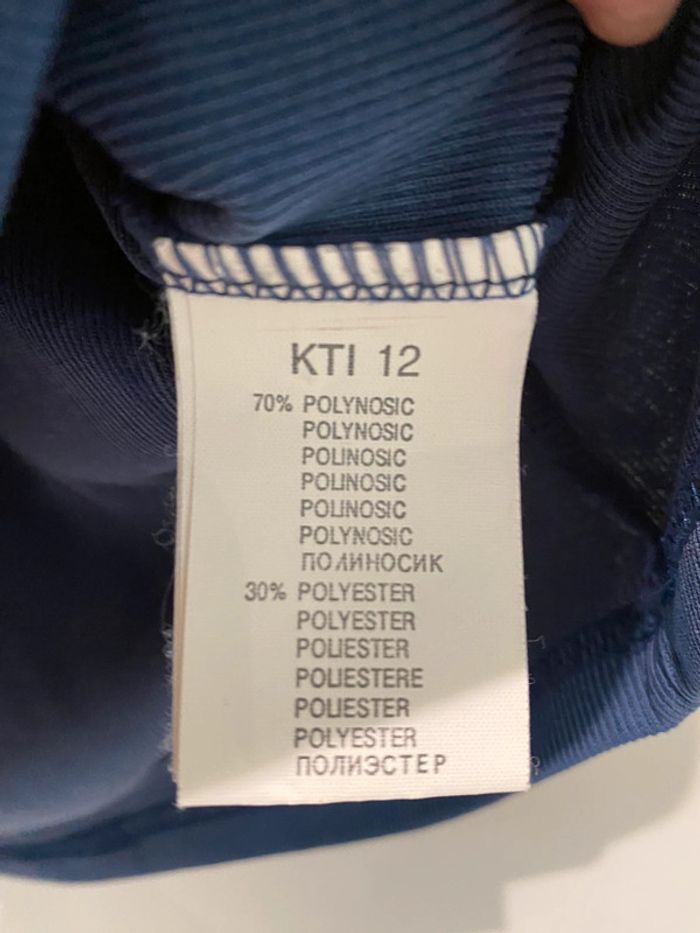 KTI 12
70% POLYNOSIC
POLYNOSIC
POLINOSIC
POLINOSIC
POLINOSIC
POLYNOSIC
ПОЛИНОСИК
30% POLYESTER
POLYESTER
POLIESTER
POLIESTERE
POLIESTER
POLYESTER
ПОЛИЭСТЕР